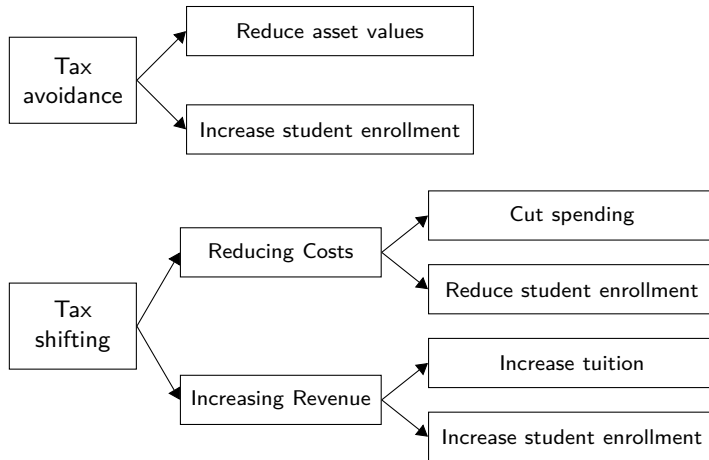 Reduce asset values
Tax
avoidance
Increase student enrollment
Cut spending
Reducing Costs
Reduce student enrollment
Tax
shifting
Increase tuition
Increasing Revenue
Increase student enrollment